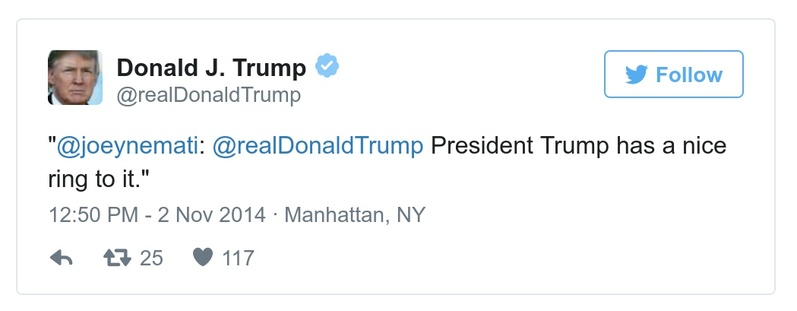 Donald J. Trump
@realDonaldTrump
Follow
"@joeynemati: @realDonaldTrump President Trump has a nice
ring to it."
12:50 PM - 2 Nov 2014 · Manhattan, NY
25 117